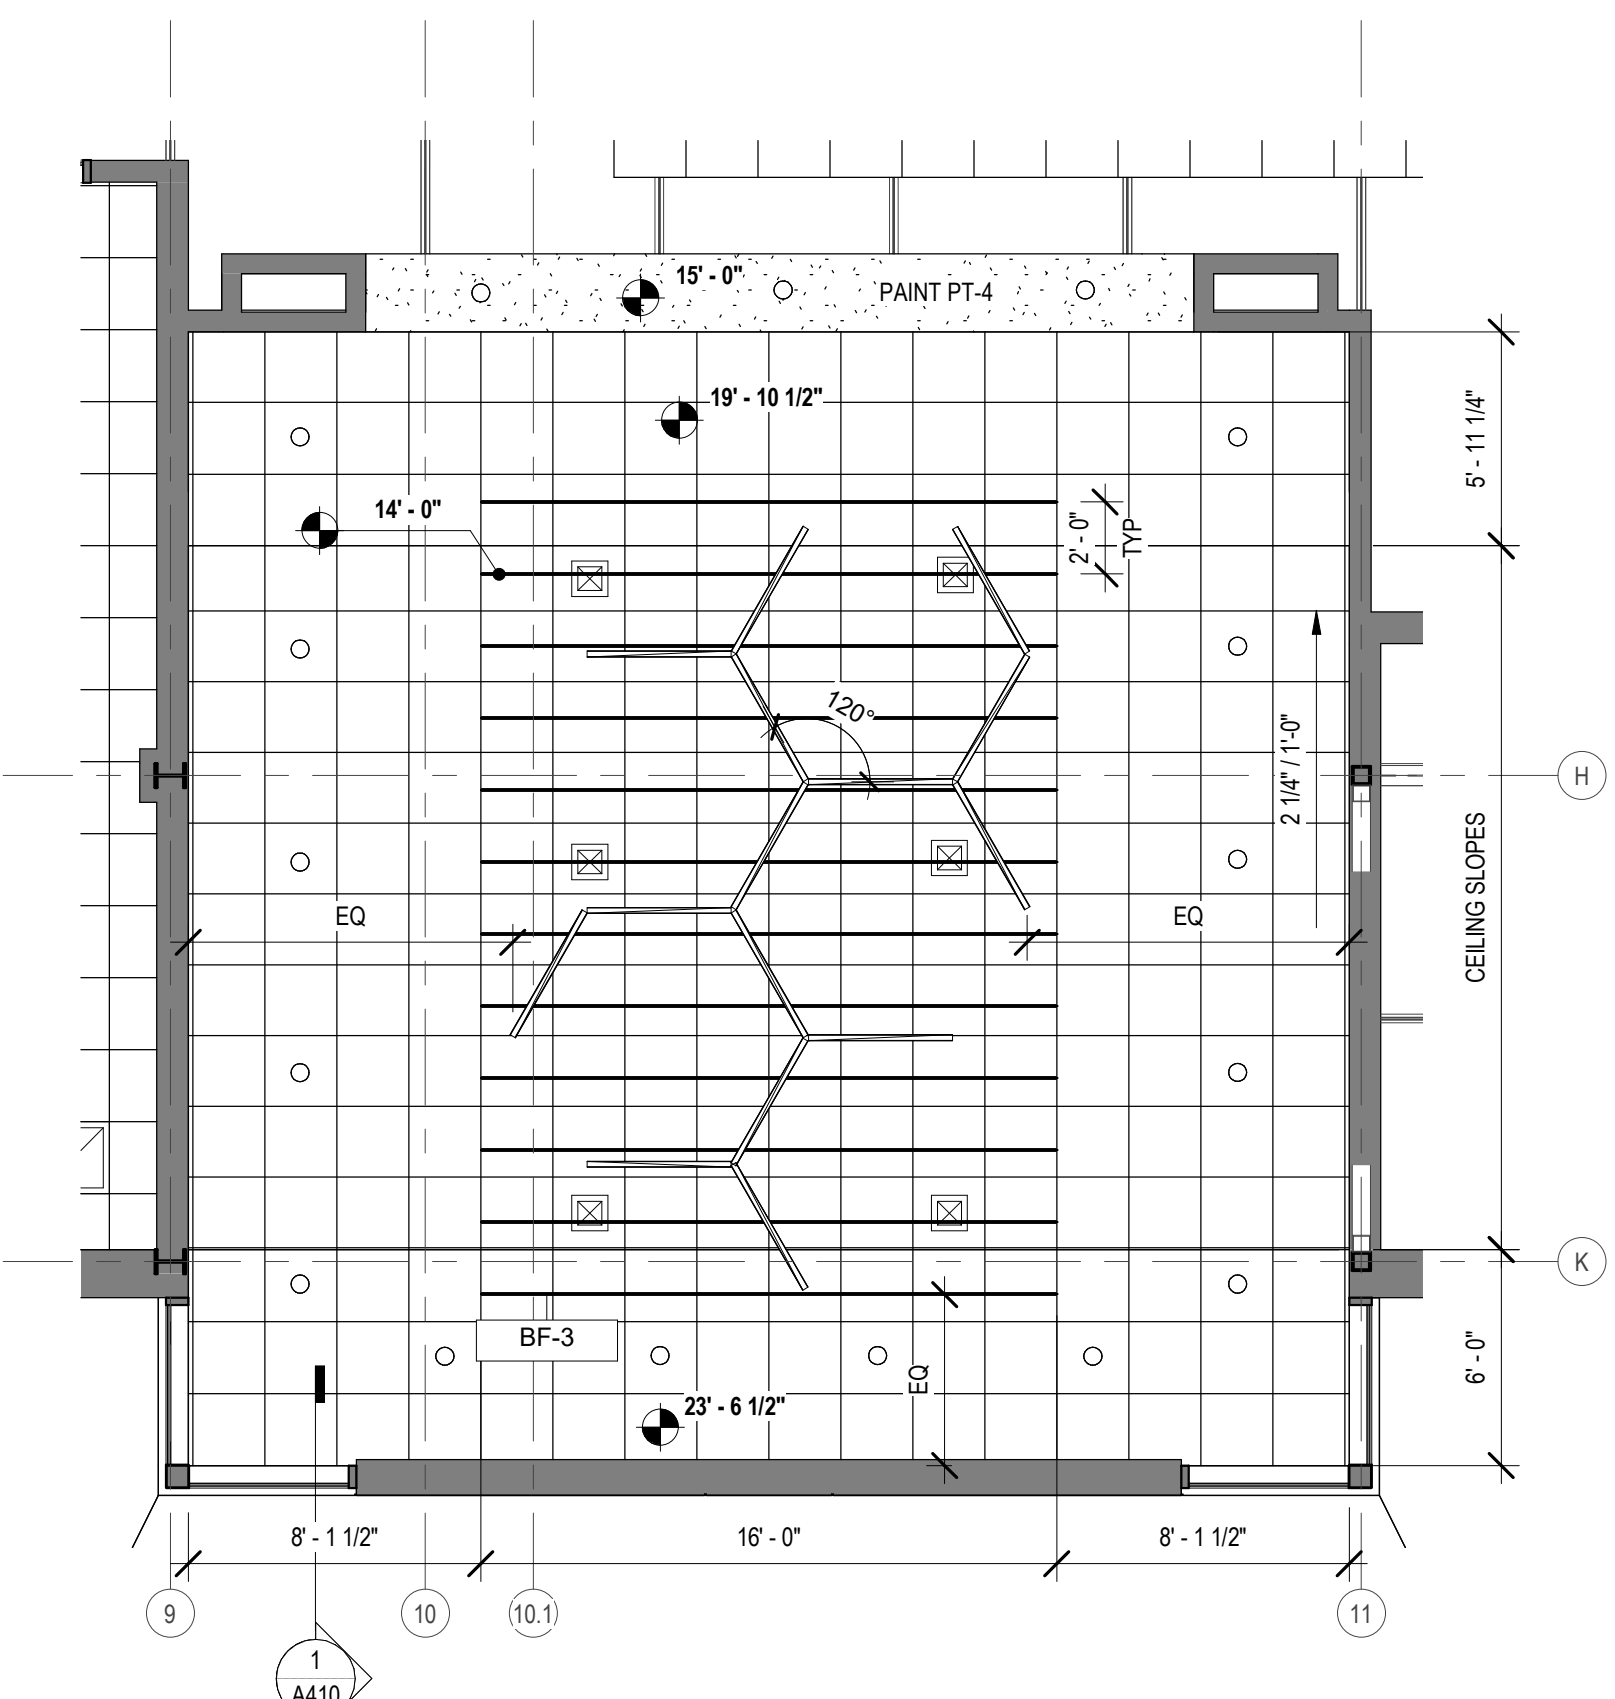 15' - 0"
PAINT PT-4
19' - 10 1/2"
5' - 11 1/4"
14' - 0"
2' - 0"
TYP
120°
2 1/4" / 1'-0"
H
CEILING SLOPES
EQ
EQ
K
BF-3
EQ
6' - 0"
23' - 6 1/2"
8' - 1 1/2"
16' - 0"
8' - 1 1/2"
9
10
10.1
11
1
A410